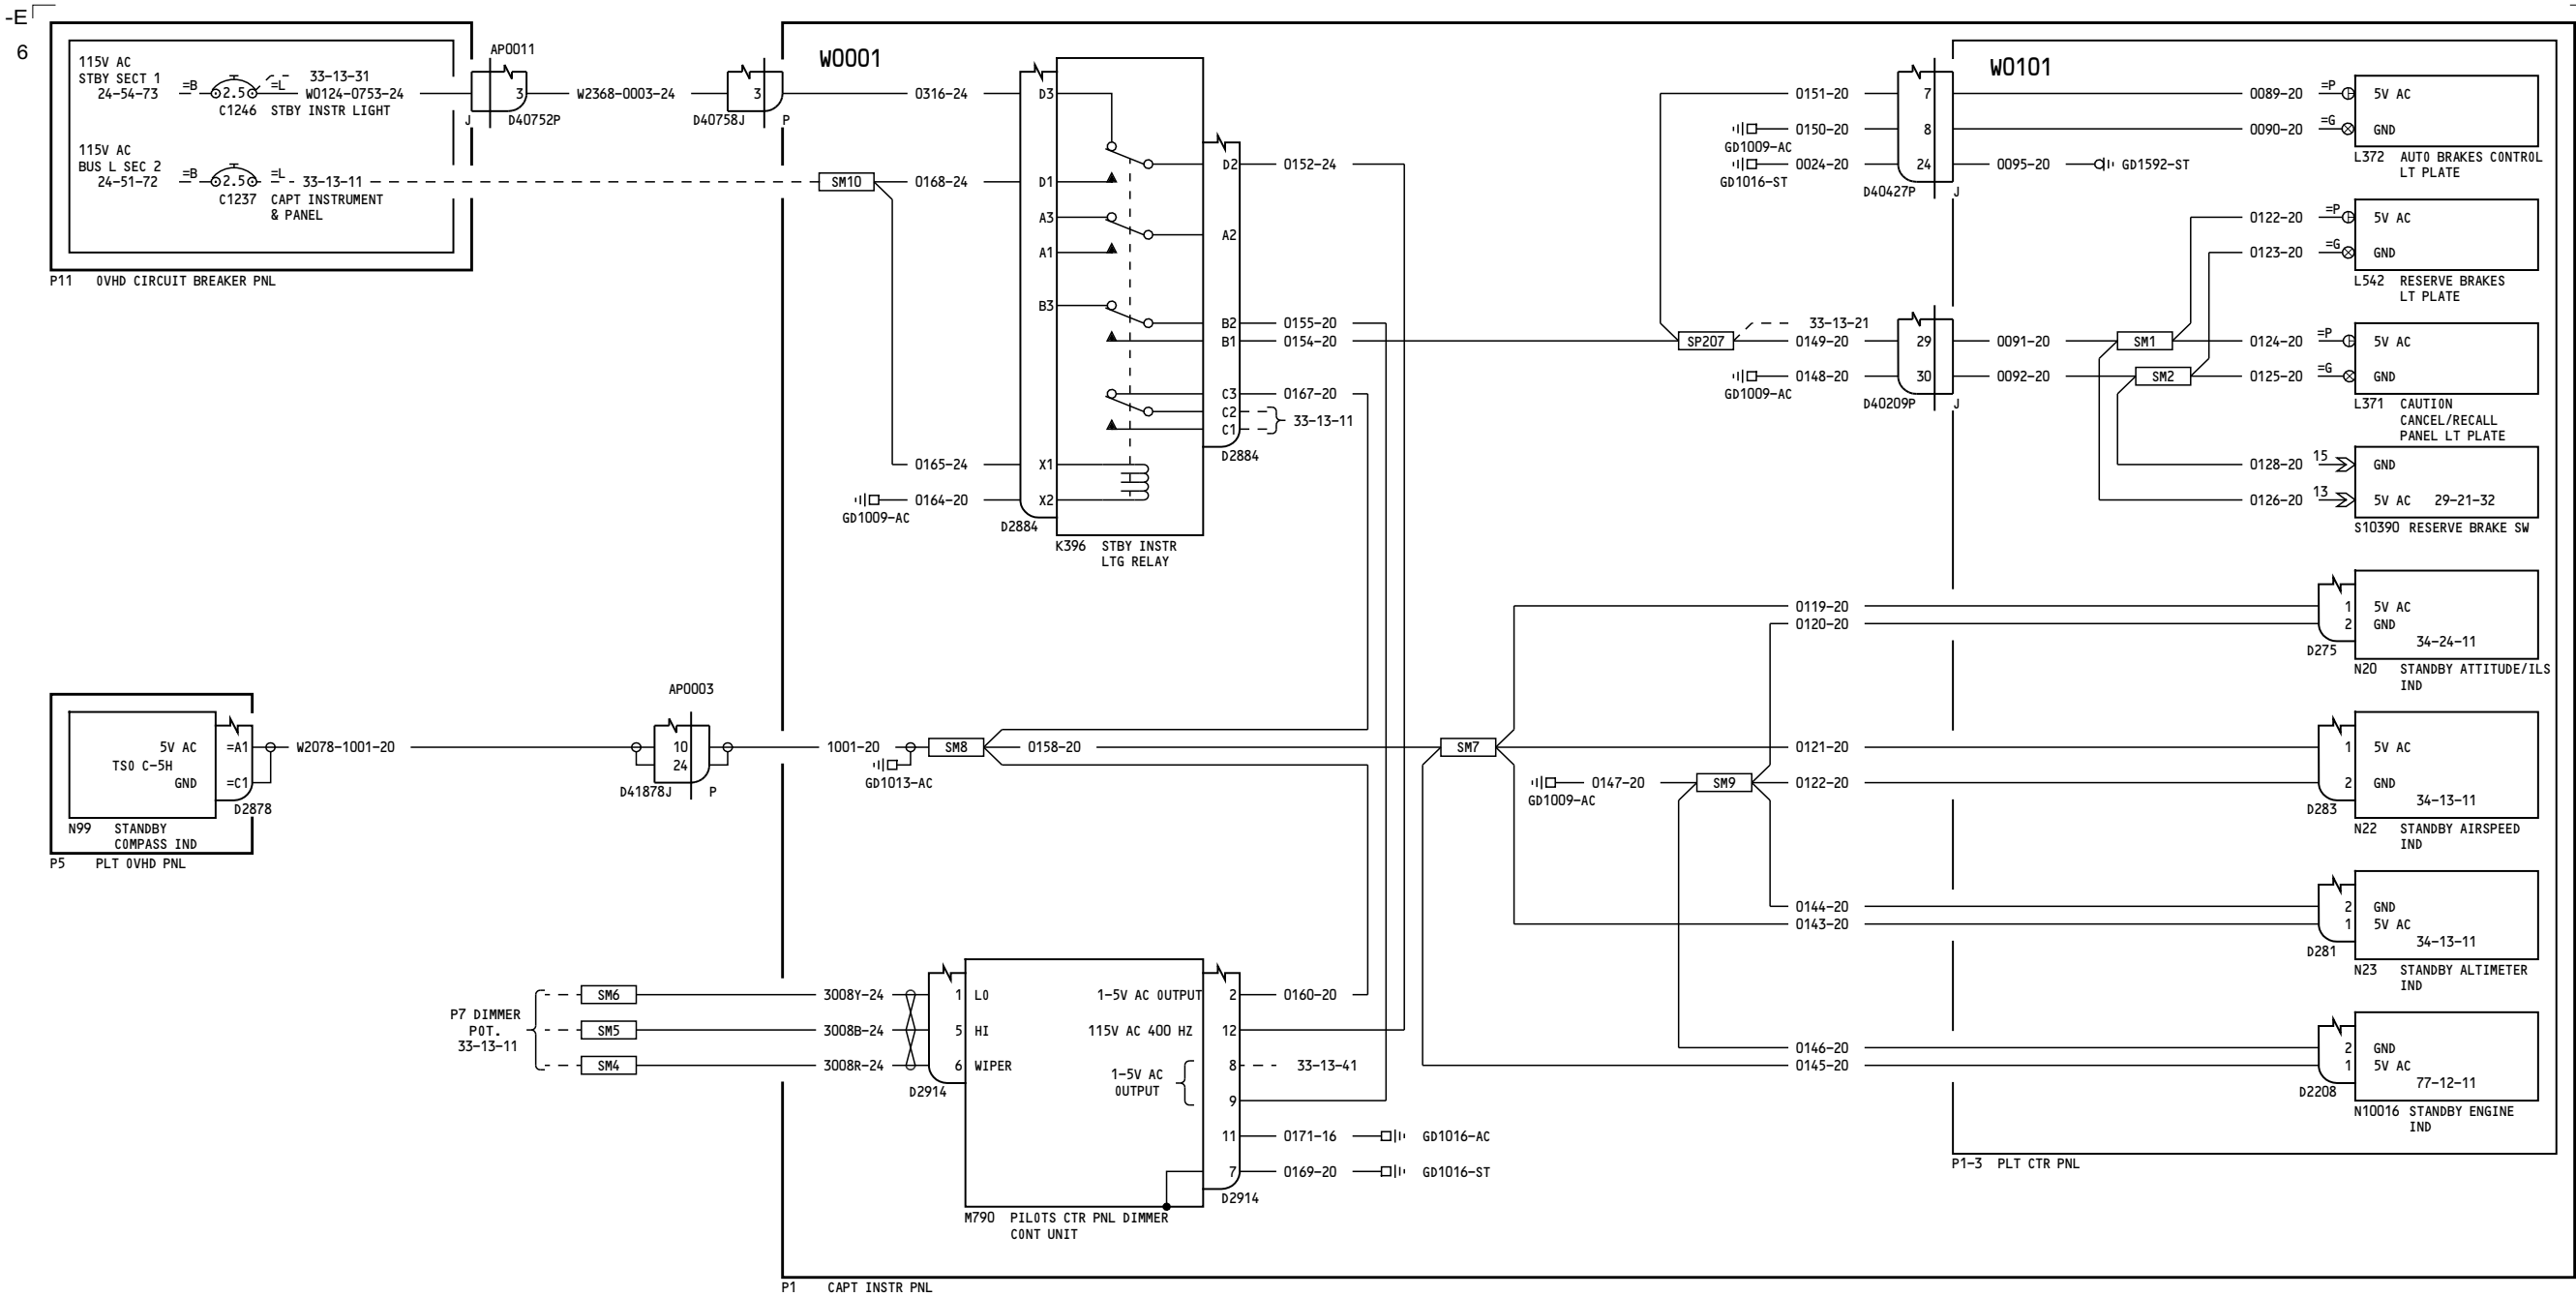 -E
6
115V AC
STBY SECT 1
24-54-73
=B
2.5
=L
33-13-31
W0124-0753-24
C1246 STBY INSTR LIGHT
115V AC
BUS L SEC 2
24-51-72
=B
2.5
=L
33-13-11
C1237 CAPT INSTRUMENT
& PANEL
P11 OVHD CIRCUIT BREAKER PNL
AP0011
3
J
D40752P
W2368-0003-24
3
D40758J
P
W0001
0316-24
SM10
0168-24
0165-24
0164-20
GD1009-AC
D3
D1
A3
A1
B3
X1
X2
D2884
D2
A2
B2
B1
C3
C2
C1
D2884
K396 STBY INSTR
LTG RELAY
0152-24
0155-20
0154-20
0167-20
33-13-11
0151-20
0150-20
GD1009-AC
0024-20
GD1016-ST
7
8
24
D40427P
J
SP207
33-13-21
0149-20
0148-20
GD1009-AC
29
30
D40209P
J
W0101
0089-20
=P
5V AC
0090-20
=G
GND
L372 AUTO BRAKES CONTROL
LT PLATE
0095-20
GD1592-ST
0122-20
=P
5V AC
0123-20
=G
GND
L542 RESERVE BRAKES
LT PLATE
0091-20
SM1
0124-20
=P
5V AC
0092-20
SM2
0125-20
=G
GND
L371 CAUTION
CANCEL/RECALL
PANEL LT PLATE
0128-20
15
GND
0126-20
13
5V AC 29-21-32
S10390 RESERVE BRAKE SW
0119-20
1
5V AC
0120-20
2
GND
34-24-11
D275
N20 STANDBY ATTITUDE/ILS
IND
5V AC
TSO C-5H
GND
=A1
=C1
D2878
N99 STANDBY
COMPASS IND
P5 PLT OVHD PNL
W2078-1001-20
AP0003
10
24
D41878J
P
1001-20
GD1013-AC
SM8
0158-20
SM7
0121-20
1
5V AC
GD1009-AC
0147-20
SM9
0122-20
2
GND
34-13-11
D283
N22 STANDBY AIRSPEED
IND
0144-20
2
GND
0143-20
1
5V AC
34-13-11
D281
N23 STANDBY ALTIMETER
IND
0146-20
2
GND
0145-20
1
5V AC
77-12-11
D2208
N10016 STANDBY ENGINE
IND
P1-3 PLT CTR PNL
P7 DIMMER
POT.
33-13-11
SM6
3008Y-24
1
LO
SM5
3008B-24
5
HI
SM4
3008R-24
6
WIPER
D2914
1-5V AC OUTPUT
2
0160-20
115V AC 400 HZ
12
1-5V AC
OUTPUT
8
33-13-41
9
11
0171-16
GD1016-AC
7
0169-20
GD1016-ST
D2914
M790 PILOTS CTR PNL DIMMER
CONT UNIT
P1 CAPT INSTR PNL